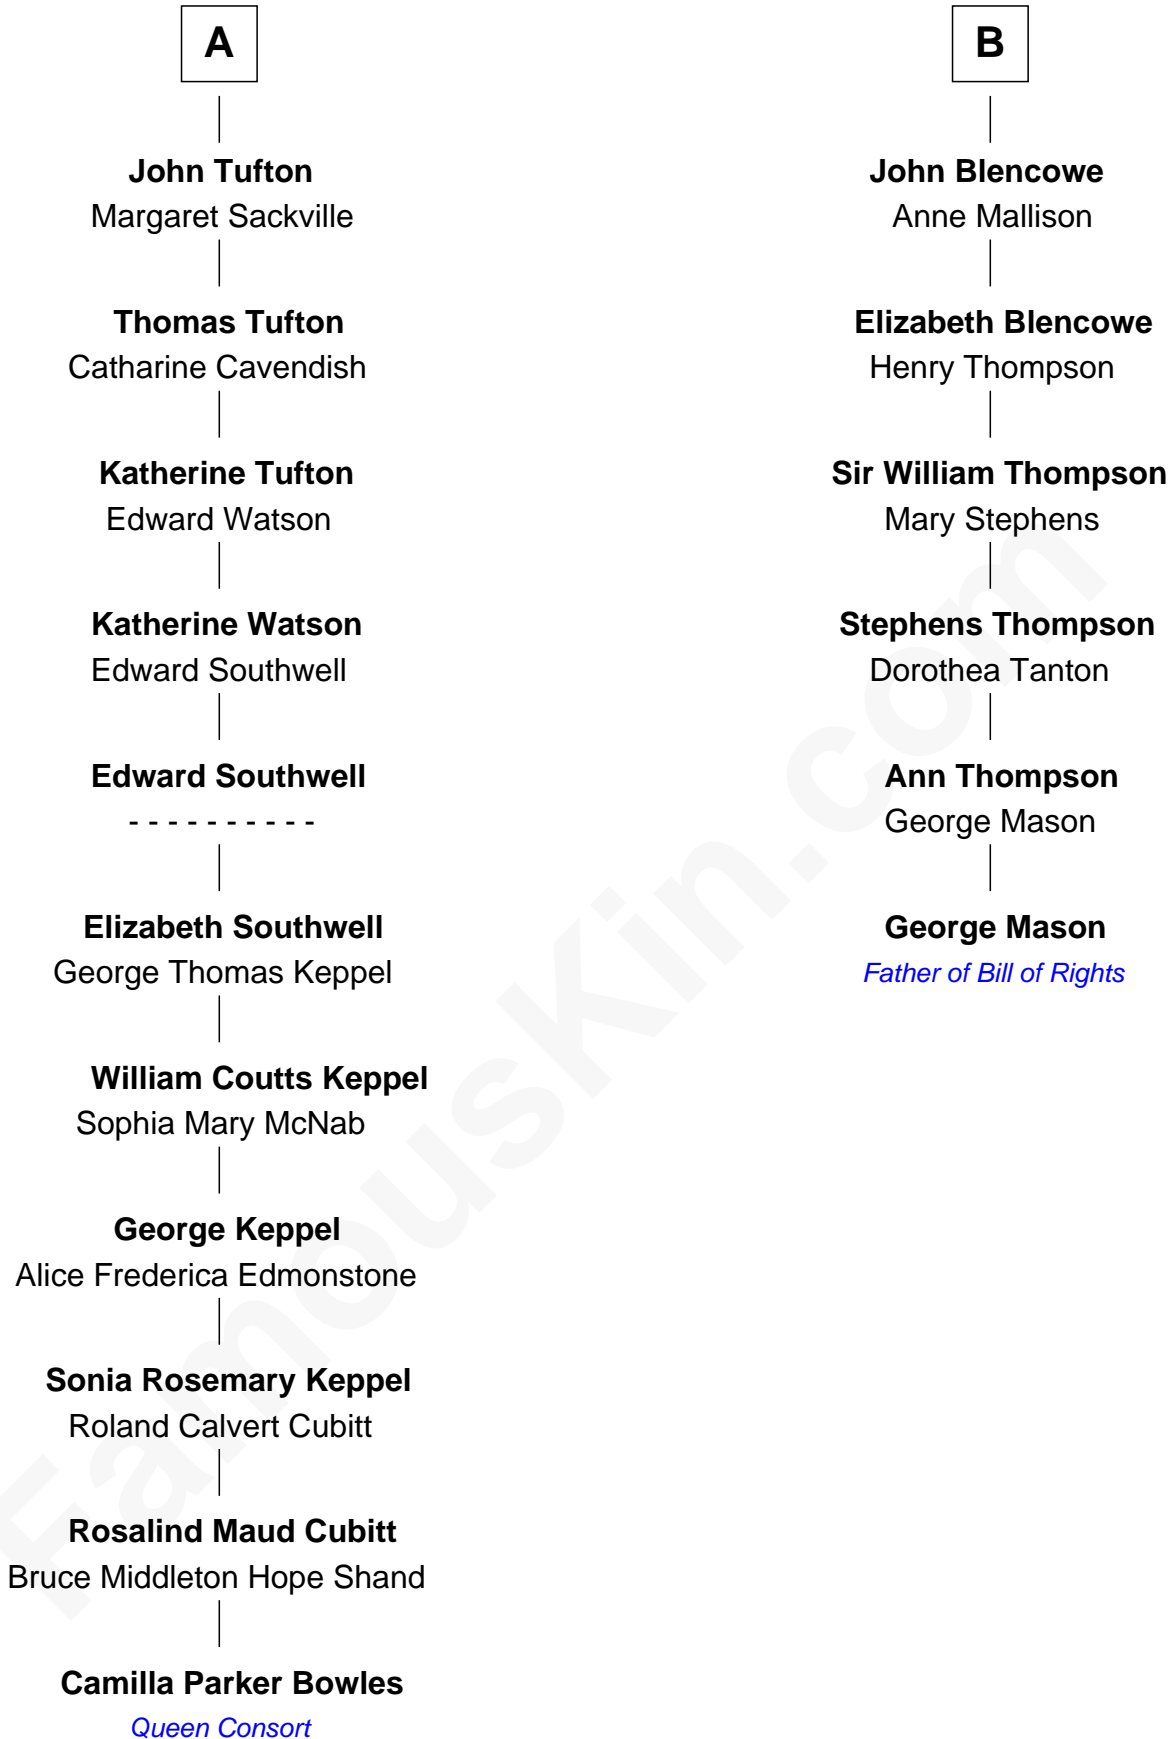 A
John Tufton
Margaret Sackville
Thomas Tufton
Catharine Cavendish
Katherine Tufton
Edward Watson
Katherine Watson
Edward Southwell
Edward Southwell
- - - - - - - - - -
Elizabeth Southwell
George Thomas Keppel
William Coutts Keppel
Sophia Mary McNab
George Keppel
Alice Frederica Edmonstone
Sonia Rosemary Keppel
Roland Calvert Cubitt
Rosalind Maud Cubitt
Bruce Middleton Hope Shand
Camilla Parker Bowles
Queen Consort
B
John Blencowe
Anne Mallison
Elizabeth Blencowe
Henry Thompson
Sir William Thompson
Mary Stephens
Stephens Thompson
Dorothea Tanton
Ann Thompson
George Mason
George Mason
Father of Bill of Rights
FamousKin.com